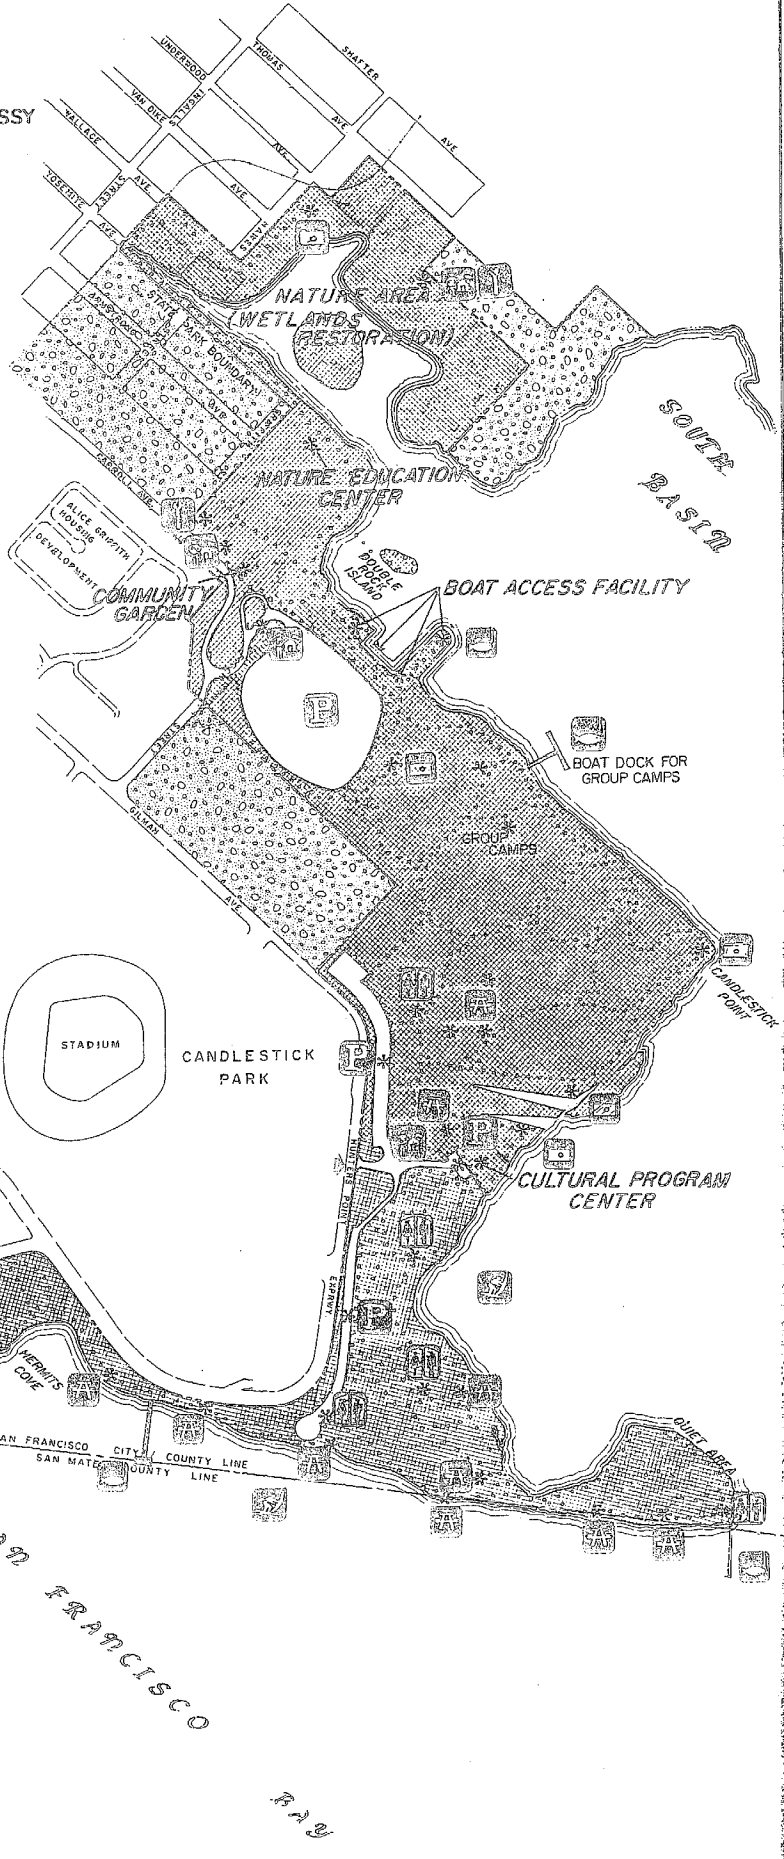 SSY
UNDERWOOD
THOMAS
AVE
SHAFTER
AVE
VAN DIKE
AVE
INGALLS
STREET
WALLACE
AVE
YOSEMITE
AVE
HAWES
ARMSTRONG
AVE
STATE
PARK BOUNDARY
NATURE AREA
(WETLANDS
RESTORATION)
SOUTH
BASIN
CARROLL AVE
NATURE EDUCATION
CENTER
ALICE GRIFFITH
HOUSING
DEVELOPMENT
COMMUNITY
GARDEN
DOUBLE
ROCK
ISLAND
BOAT ACCESS FACILITY
P
STREET
BOAT DOCK FOR
GROUP CAMPS
GILMAN
AVE
GROUP
CAMPS
CANDLESTICK
POINT
STADIUM
CANDLESTICK
PARK
P
P
CULTURAL PROGRAM
CENTER
HUNTERS POINT
EXPRWY
P
HERMITS
COVE
QUIET AREA
AN FRANCISCO CITY / COUNTY LINE
SAN MATEO COUNTY LINE
FRANCISCO
BAY